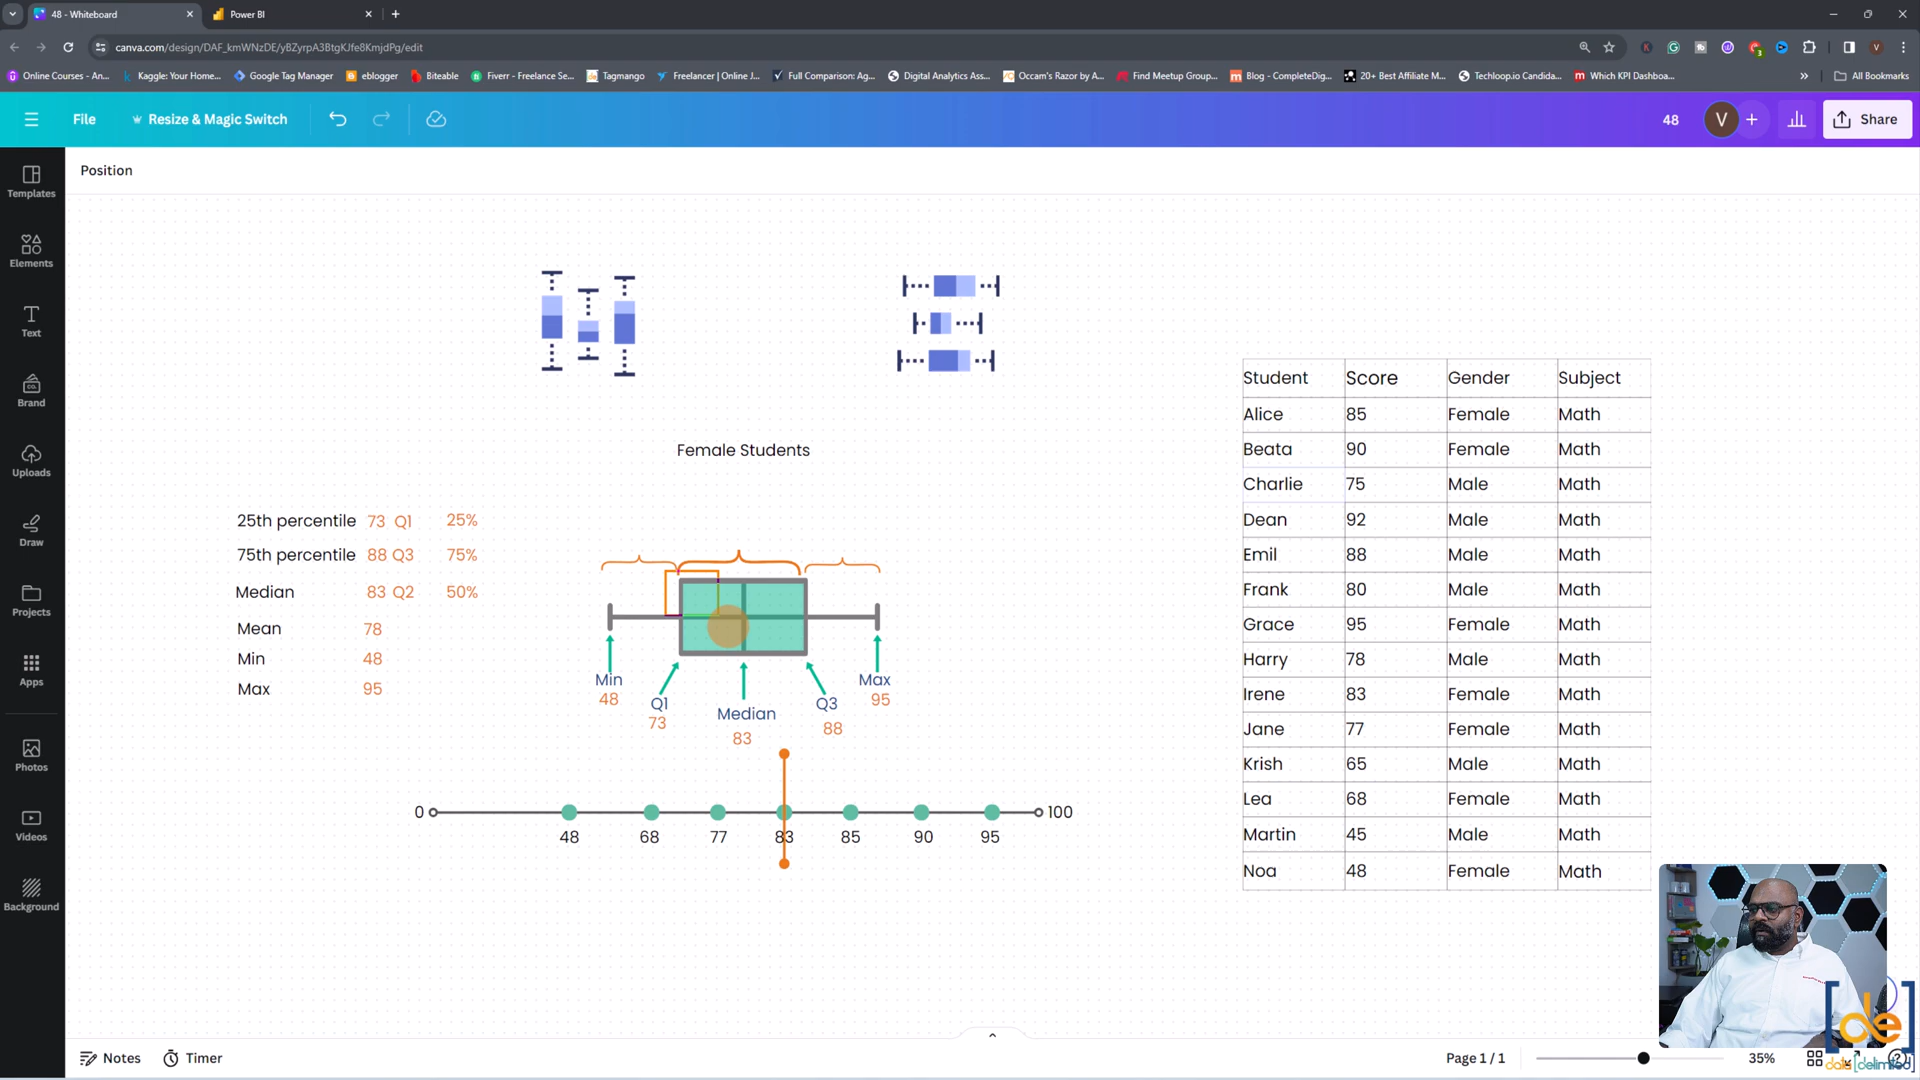 48 - Whiteboard
Power BI
canva.com/design/DAF_kmWNzDE/yBZyrpA3BtgKJfe8KmjdPg/edit
Online Courses - An...
Kaggle: Your Home...
Google Tag Manager
eblogger
Biteable
Fiverr - Freelance Se...
Tagmango
Freelancer | Online J...
Full Comparison: Ag...
Digital Analytics Ass...
Occam's Razor by A...
Find Meetup Group...
Blog - CompleteDig...
20+ Best Affiliate M...
Techloop.io Candida...
Which KPI Dashboa...
All Bookmarks
File
Resize & Magic Switch
48
V
Share
Position
Templates
Elements
Text
Brand
Uploads
Draw
Projects
Apps
Photos
Videos
Background
Female Students
25th percentile 73 Q1 25%
75th percentile 88 Q3 75%
Median 83 Q2 50%
Mean 78
Min 48
Max 95
Min
48
Q1
73
Median
83
Q3
88
Max
95
0 100
48 68 77 83 85 90 95
Student Score Gender Subject
Alice 85 Female Math
Beata 90 Female Math
Charlie 75 Male Math
Dean 92 Male Math
Emil 88 Male Math
Frank 80 Male Math
Grace 95 Female Math
Harry 78 Male Math
Irene 83 Female Math
Jane 77 Female Math
Krish 65 Male Math
Lea 68 Female Math
Martin 45 Male Math
Noa 48 Female Math
Notes
Timer
Page 1 / 1
35%
[de]
data [delimited]